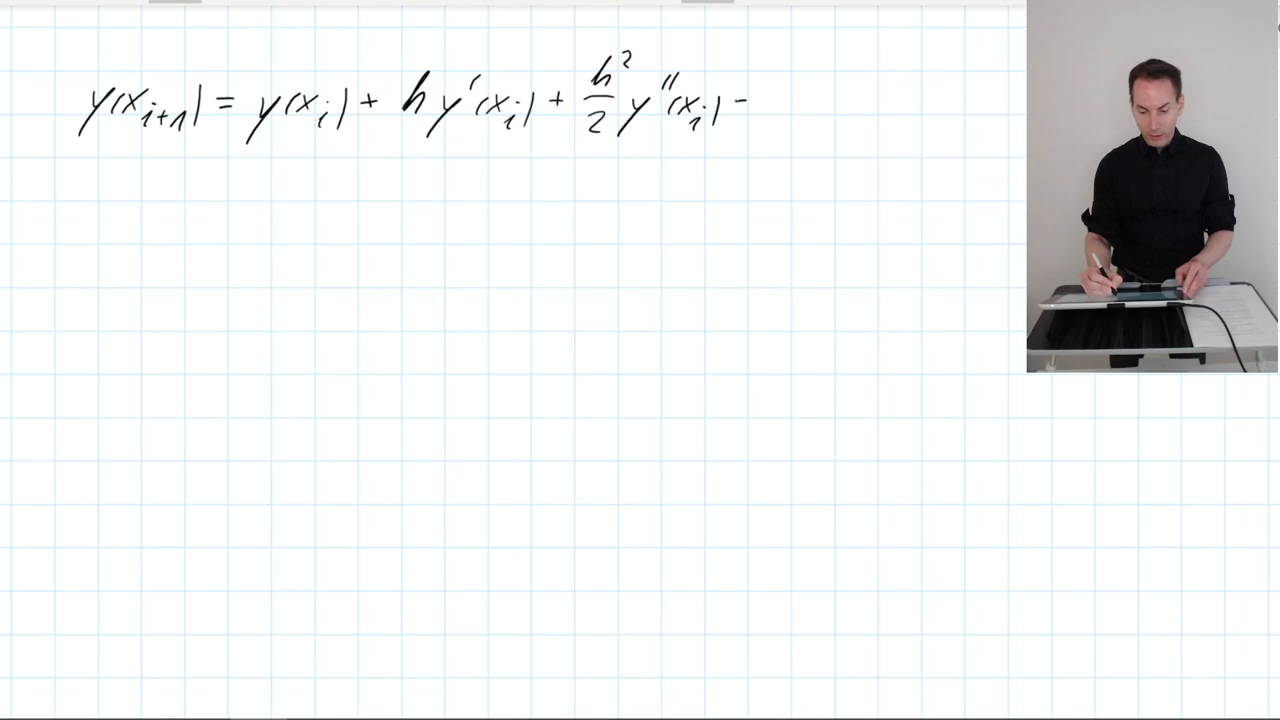 y(x_{i+1}) = y(x_i) + h y'(x_i) + \frac{h^2}{2} y''(x_i) -